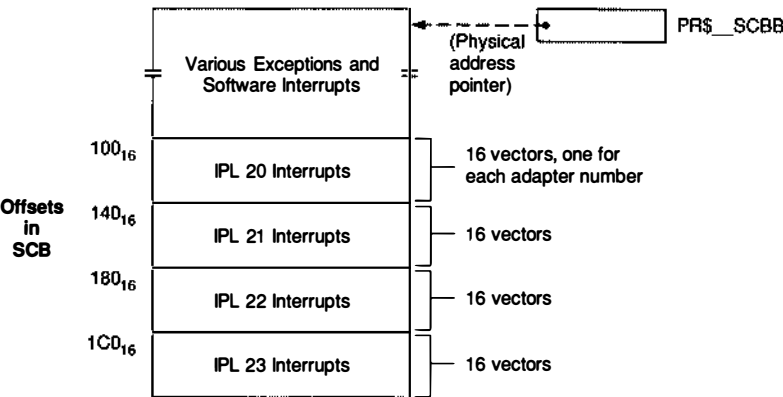 PR$__SCBB
(Physical
address
pointer)
Various Exceptions and
Software Interrupts
Offsets
in
SCB
100₁₆
IPL 20 Interrupts
16 vectors, one for
each adapter number
140₁₆
IPL 21 Interrupts
16 vectors
180₁₆
IPL 22 Interrupts
16 vectors
1C0₁₆
IPL 23 Interrupts
16 vectors